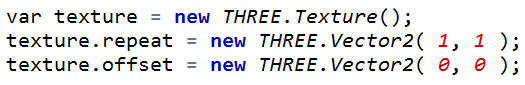 var texture = new THREE.Texture();
texture.repeat = new THREE.Vector2( 1, 1 );
texture.offset = new THREE.Vector2( 0, 0 );